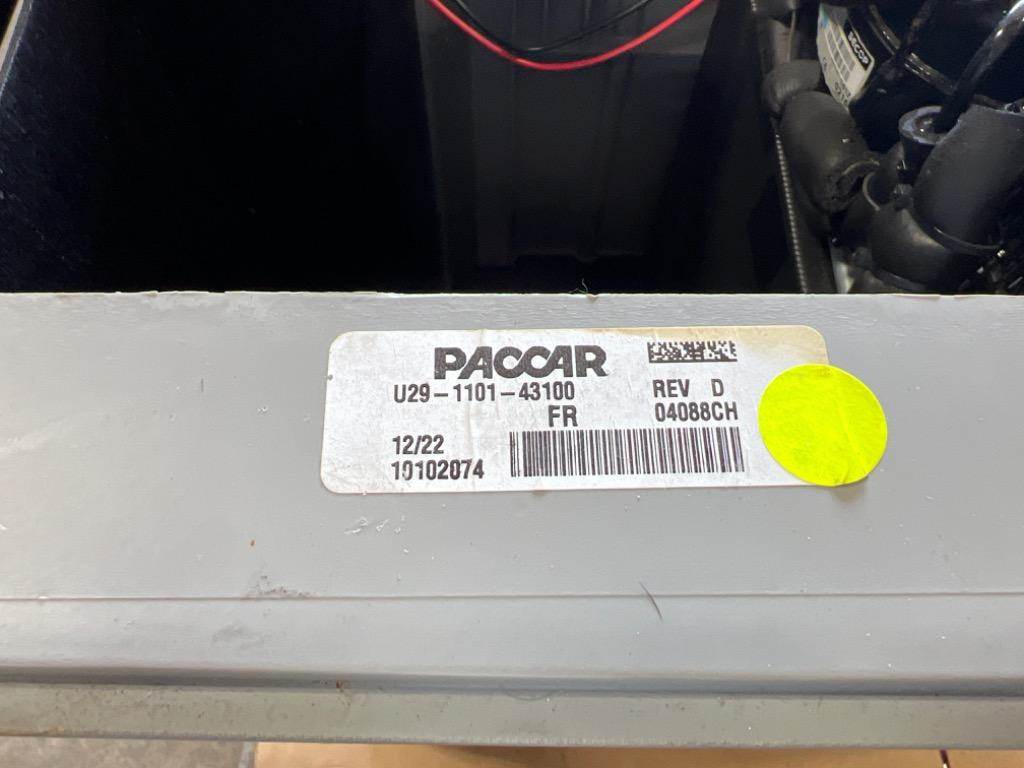 PACCAR
U29-1101-43100 REV D
FR 04088CH
12/22
10102074